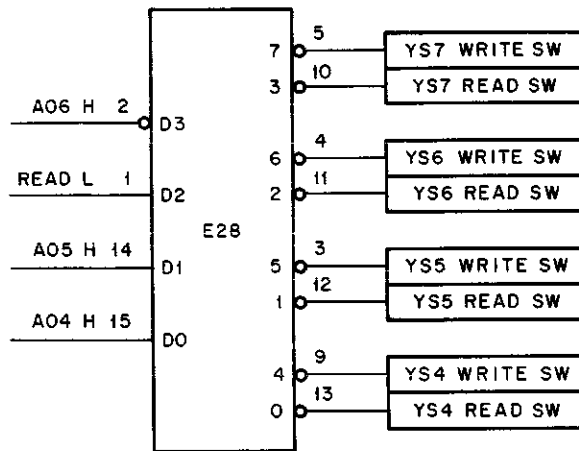 5
7 YS7 WRITE SW
10
3 YS7 READ SW
A06 H 2
D3
4
6 YS6 WRITE SW
READ L 1 11
D2 2 YS6 READ SW
E28
3
A05 H 14 D1 5 YS5 WRITE SW
12
1 YS5 READ SW
A04 H 15
D0
9
4 YS4 WRITE SW
13
0 YS4 READ SW